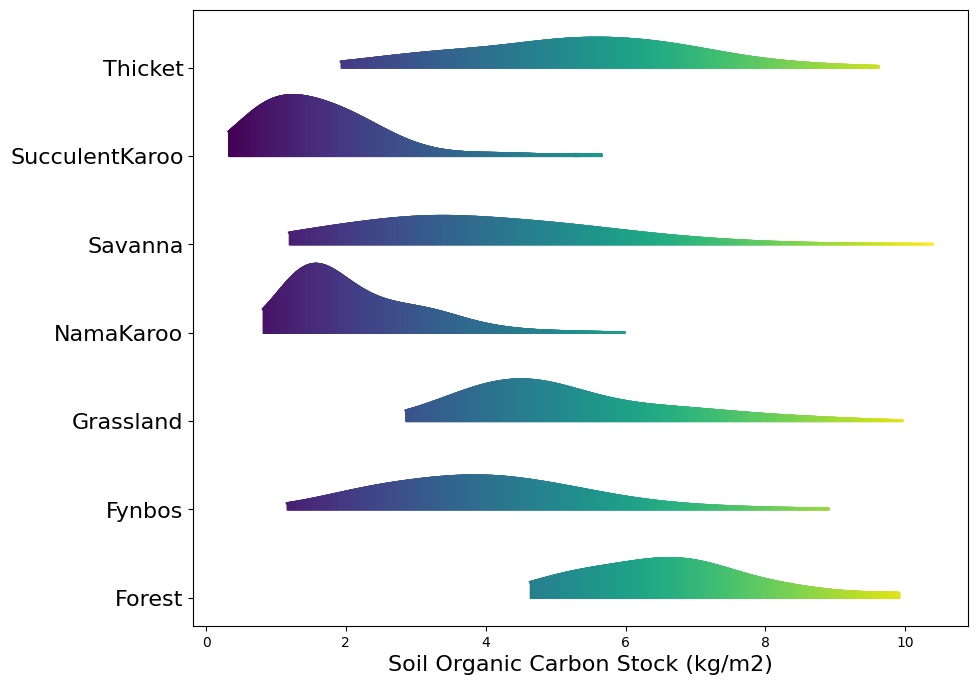 Thicket
SucculentKaroo
Savanna
NamaKaroo
Grassland
Fynbos
Forest
0 2 4 6 8 10
Soil Organic Carbon Stock (kg/m2)